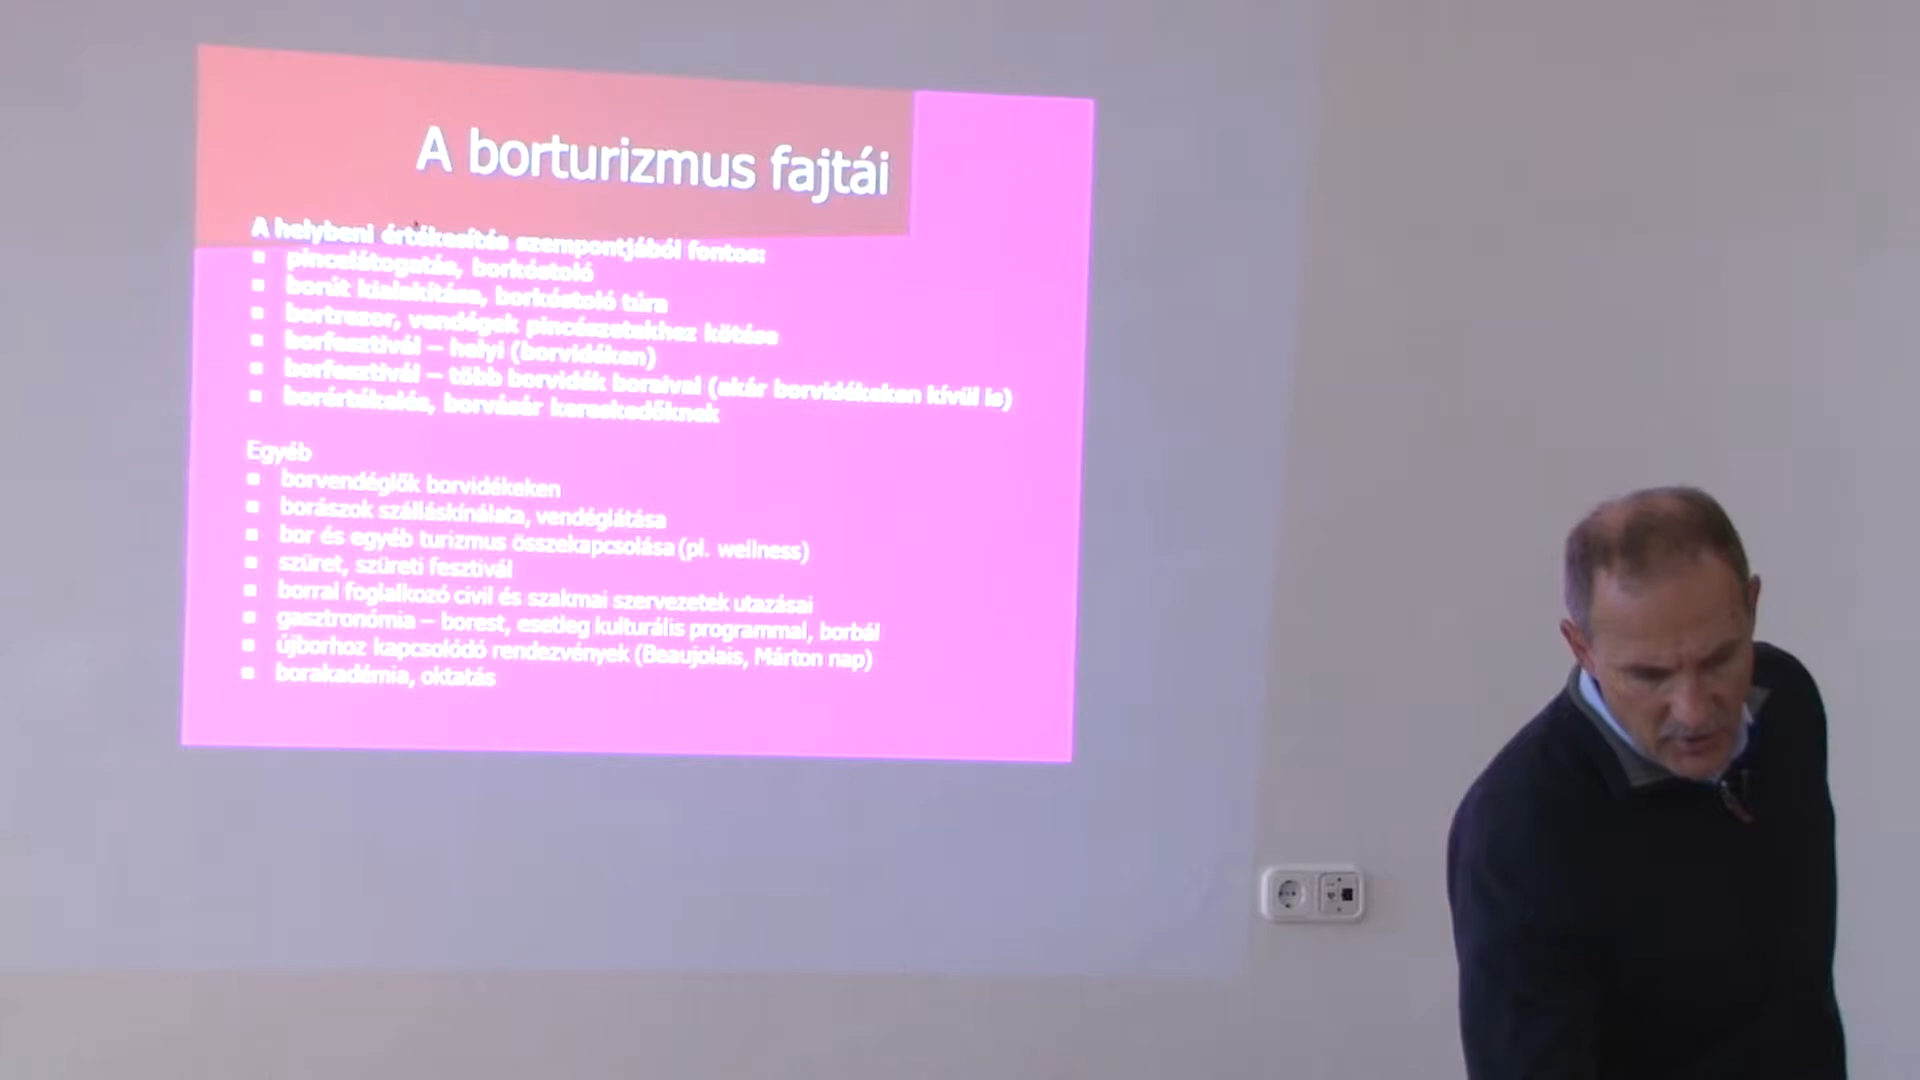 A borturizmus fajtái
A helybeni értékesítés szempontjából fontos:
▪ pincelátogatás, borkóstoló
▪ borút kialakítása, borkóstoló túra
▪ bortrezor, vendégek pincészetekhez kötése
▪ borfesztivál – helyi (borvidéken)
▪ borfesztivál – több borvidék boraival (akár borvidékeken kívül is)
▪ borértékelés, borvásár kereskedőknek
Egyéb
▪ borvendéglők borvidékeken
▪ borászok szálláskínálata, vendéglátása
▪ bor és egyéb turizmus összekapcsolása (pl. wellness)
▪ szüret, szüreti fesztivál
▪ borral foglalkozó civil és szakmai szervezetek utazásai
▪ gasztronómia – borest, esetleg kulturális programmal, borbál
▪ újborhoz kapcsolódó rendezvények (Beaujolais, Márton nap)
▪ borakadémia, oktatás